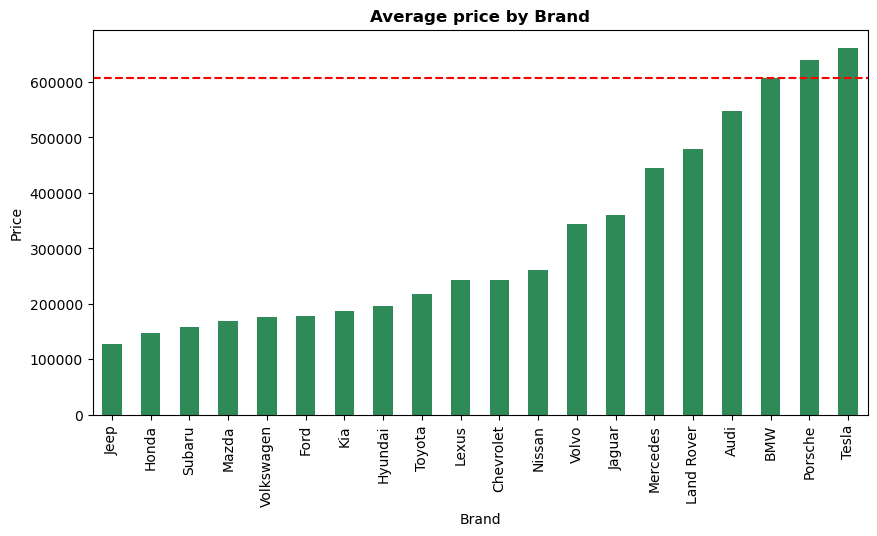 Average price by Brand
Price
600000
500000
400000
300000
200000
100000
0
Jeep
Honda
Subaru
Mazda
Volkswagen
Ford
Kia
Hyundai
Toyota
Lexus
Chevrolet
Nissan
Volvo
Jaguar
Mercedes
Land Rover
Audi
BMW
Porsche
Tesla
Brand